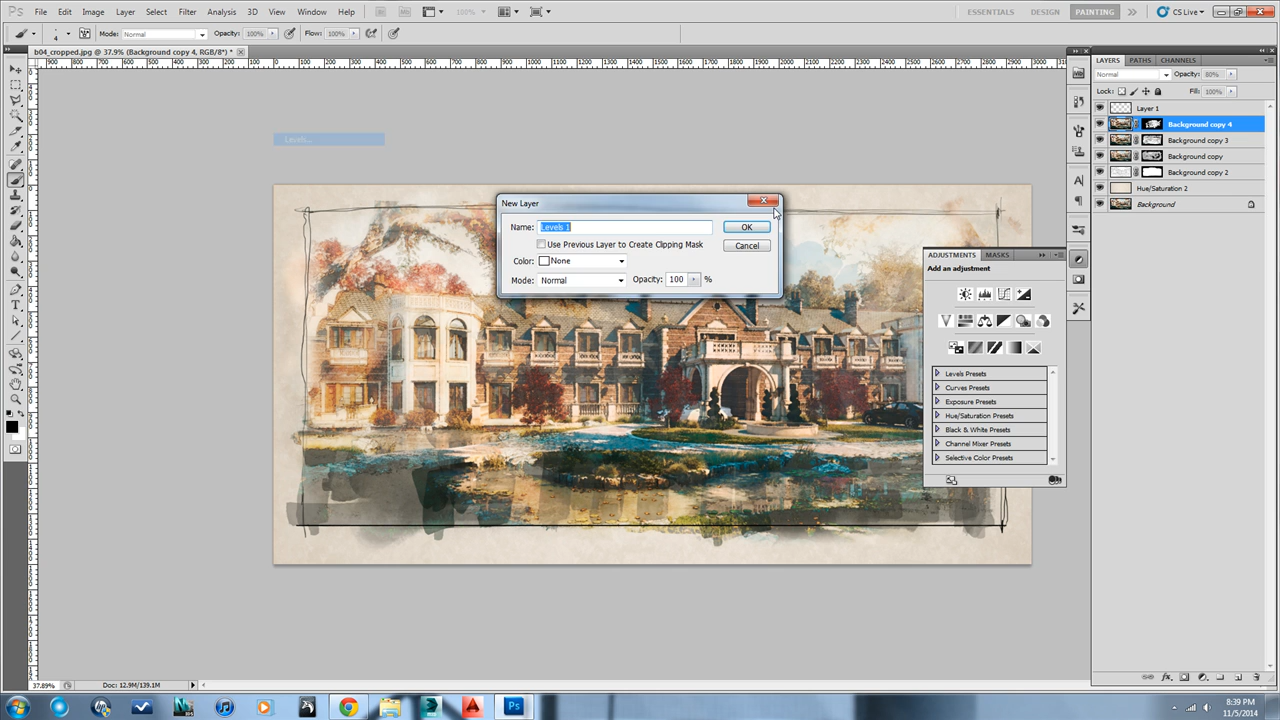 Ps File Edit Image Layer Select Filter Analysis 3D View Window Help 100% ESSENTIALS DESIGN PAINTING CS Live
4 Mode: Normal Opacity: 100% Flow: 100%
b04_cropped.jpg @ 37.9% (Background copy 4, RGB/8*) *
LAYERS PATHS CHANNELS
Normal Opacity: 80%
Lock: Fill: 100%
Layer 1
Background copy 4
Background copy 3
Background copy
Background copy 2
Hue/Saturation 2
Background
Levels...
New Layer
Name: Levels 1 OK
Use Previous Layer to Create Clipping Mask Cancel
Color: None
Mode: Normal Opacity: 100 %
ADJUSTMENTS MASKS
Add an adjustment
Levels Presets
Curves Presets
Exposure Presets
Hue/Saturation Presets
Black & White Presets
Channel Mixer Presets
Selective Color Presets
37.89% Doc: 12.9M/139.1M
8:39 PM
11/5/2014